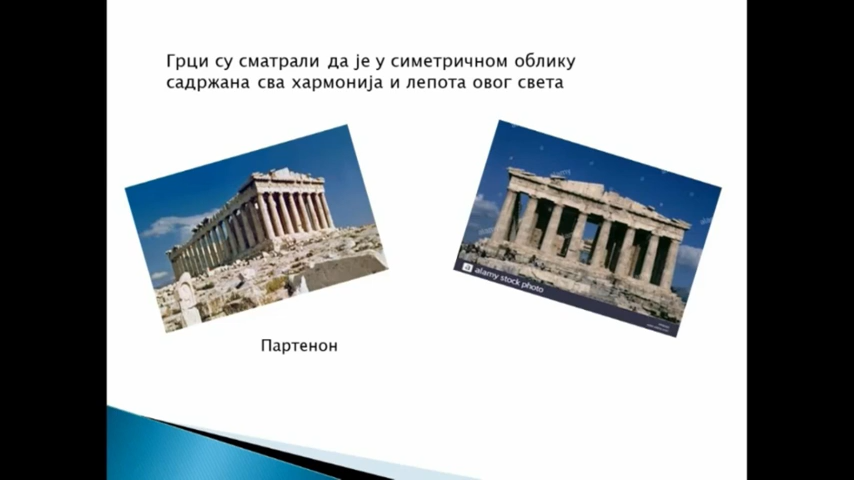 Грци су сматрали да је у симетричном облику
садржана сва хармонија и лепота овог света
a alamy stock photo
Партенон